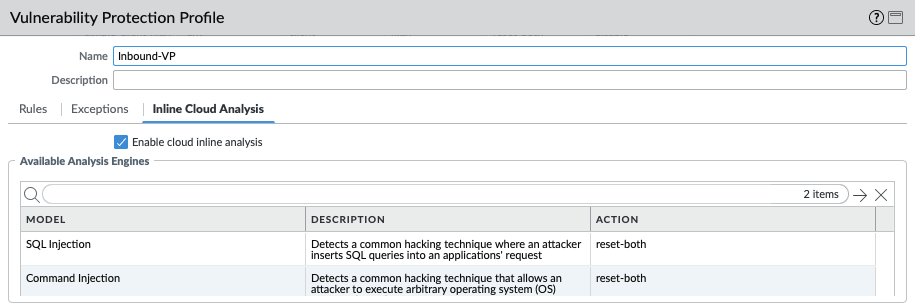 Vulnerability Protection Profile
Name Inbound-VP
Description
Rules Exceptions Inline Cloud Analysis
Enable cloud inline analysis
Available Analysis Engines
2 items
MODEL DESCRIPTION ACTION
SQL Injection Detects a common hacking technique where an attacker reset-both
inserts SQL queries into an applications' request
Command Injection Detects a common hacking technique that allows an reset-both
attacker to execute arbitrary operating system (OS)